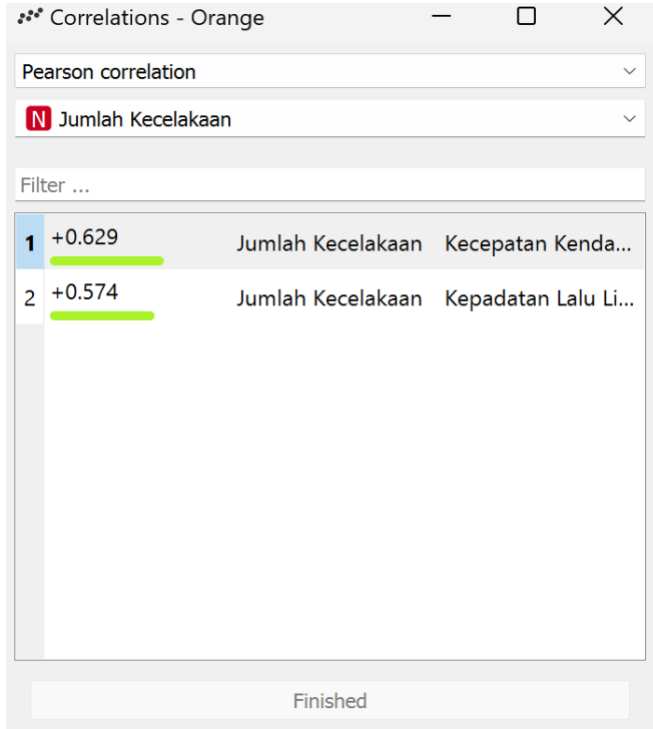 Correlations - Orange
Pearson correlation
N Jumlah Kecelakaan
Filter ...
1 +0.629 Jumlah Kecelakaan Kecepatan Kenda...
2 +0.574 Jumlah Kecelakaan Kepadatan Lalu Li...
Finished